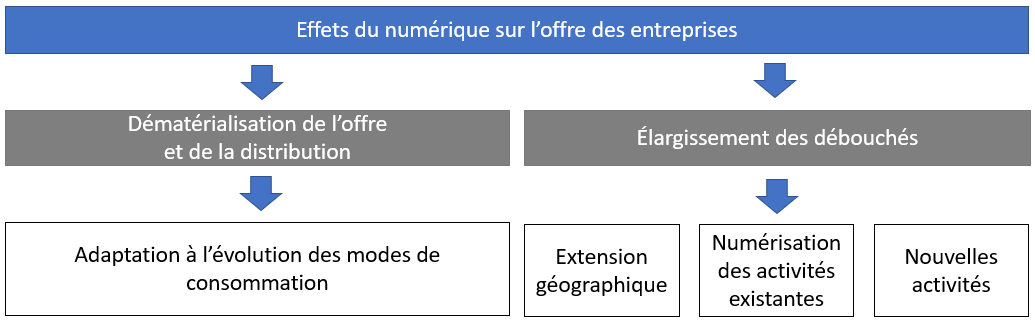 Effets du numérique sur l'offre des entreprises
Dématérialisation de l'offre
et de la distribution
Élargissement des débouchés
Adaptation à l'évolution des modes de
consommation
Extension
géographique
Numérisation
des activités
existantes
Nouvelles
activités